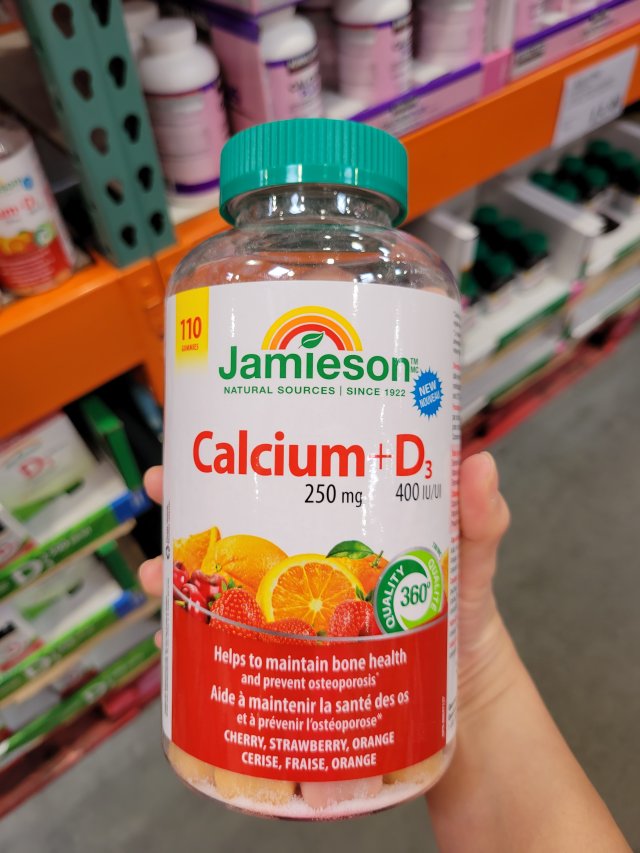 110
GUMMIES
Jamieson TM MC
NATURAL SOURCES | SINCE 1922
NEW
NOUVEAU
Calcium + D3
250 mg 400 IU/UI
QUALITY 360° QUALITÉ
Helps to maintain bone health
and prevent osteoporosis*
Aide à maintenir la santé des os
et à prévenir l'ostéoporose*
CHERRY, STRAWBERRY, ORANGE
CERISE, FRAISE, ORANGE